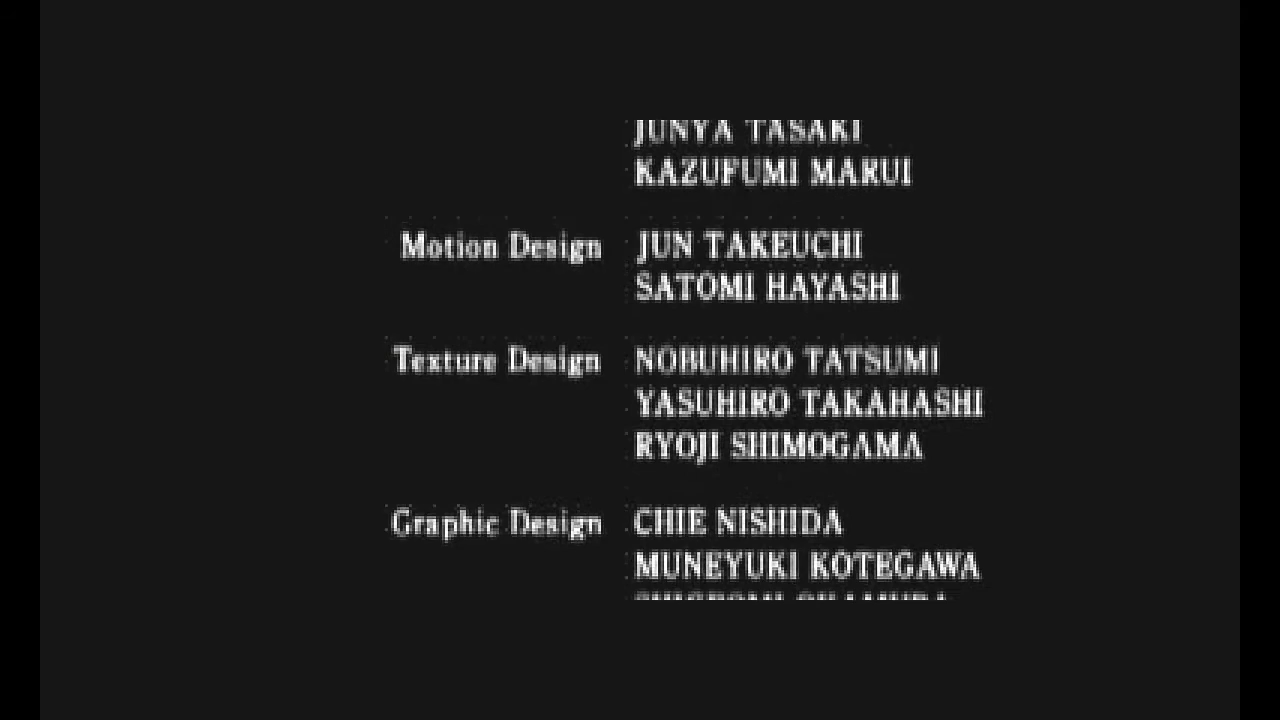 JUNYA TASAKI
KAZUFUMI MARUI
Motion Design JUN TAKEUCHI
SATOMI HAYASHI
Texture Design NOBUHIRO TATSUMI
YASUHIRO TAKAHASHI
RYOJI SHIMOGAMA
Graphic Design CHIE NISHIDA
MUNEYUKI KOTEGAWA